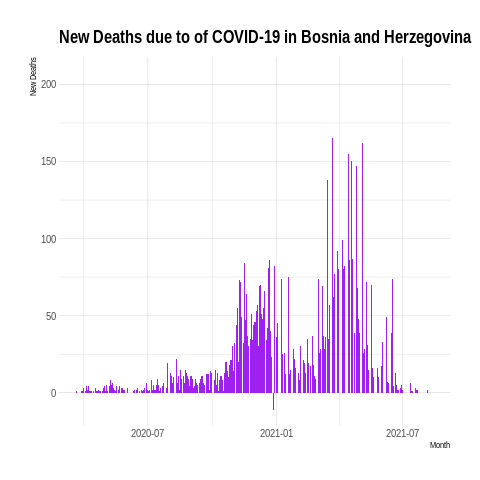 New Deaths due to of COVID-19 in Bosnia and Herzegovina
New Deaths
200
150
100
50
0
2020-07
2021-01
2021-07
Month